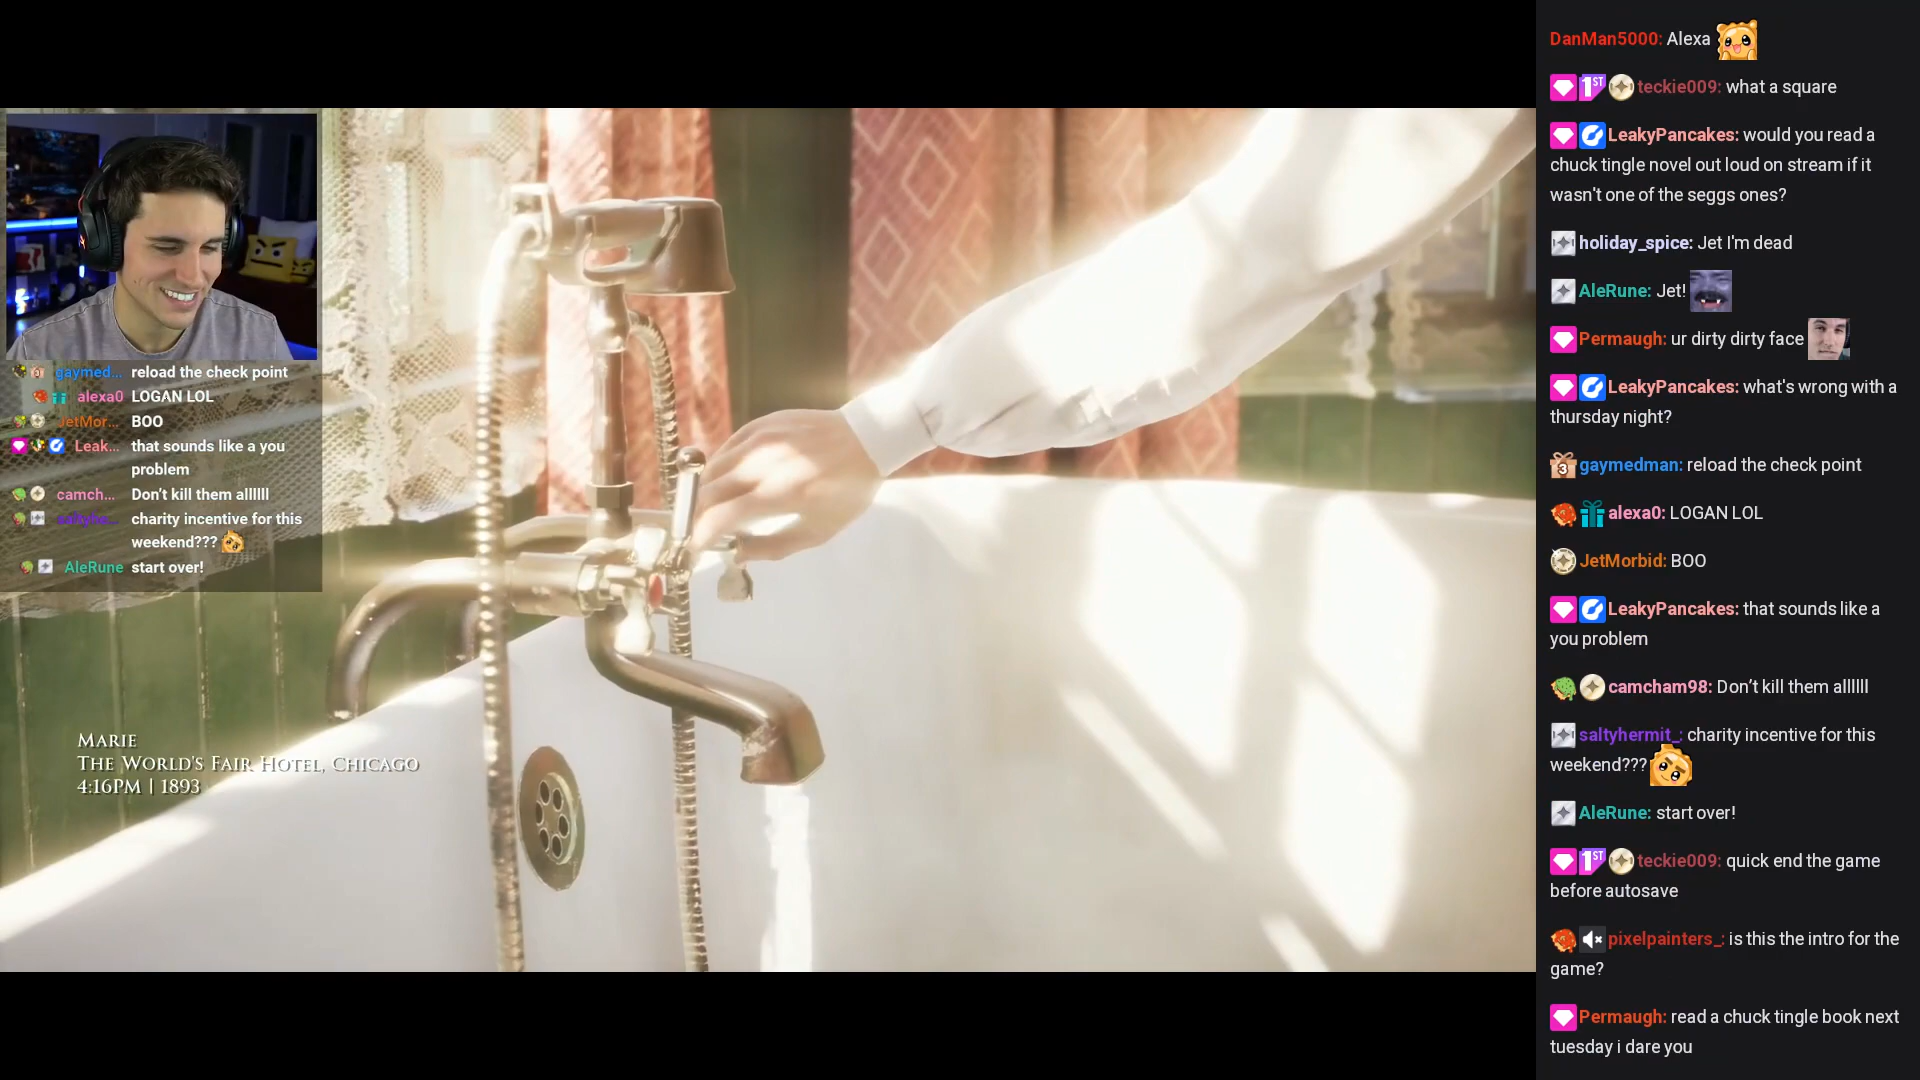 gaymed... reload the check point
alexa0 LOGAN LOL
JetMor... BOO
Leak... that sounds like a you
problem
camch... Don't kill them allllll
saltyhe... charity incentive for this
weekend???
AleRune start over!
MARIE
THE WORLD'S FAIR HOTEL, CHICAGO
4:16PM | 1893
DanMan5000: Alexa
1ST teckie009: what a square
LeakyPancakes: would you read a
chuck tingle novel out loud on stream if it
wasn't one of the seggs ones?
holiday_spice: Jet I'm dead
AleRune: Jet!
Permaugh: ur dirty dirty face
LeakyPancakes: what's wrong with a
thursday night?
3 gaymedman: reload the check point
alexa0: LOGAN LOL
JetMorbid: BOO
LeakyPancakes: that sounds like a
you problem
camcham98: Don't kill them allllll
saltyhermit_: charity incentive for this
weekend???
AleRune: start over!
1ST teckie009: quick end the game
before autosave
pixelpainters_: is this the intro for the
game?
Permaugh: read a chuck tingle book next
tuesday i dare you